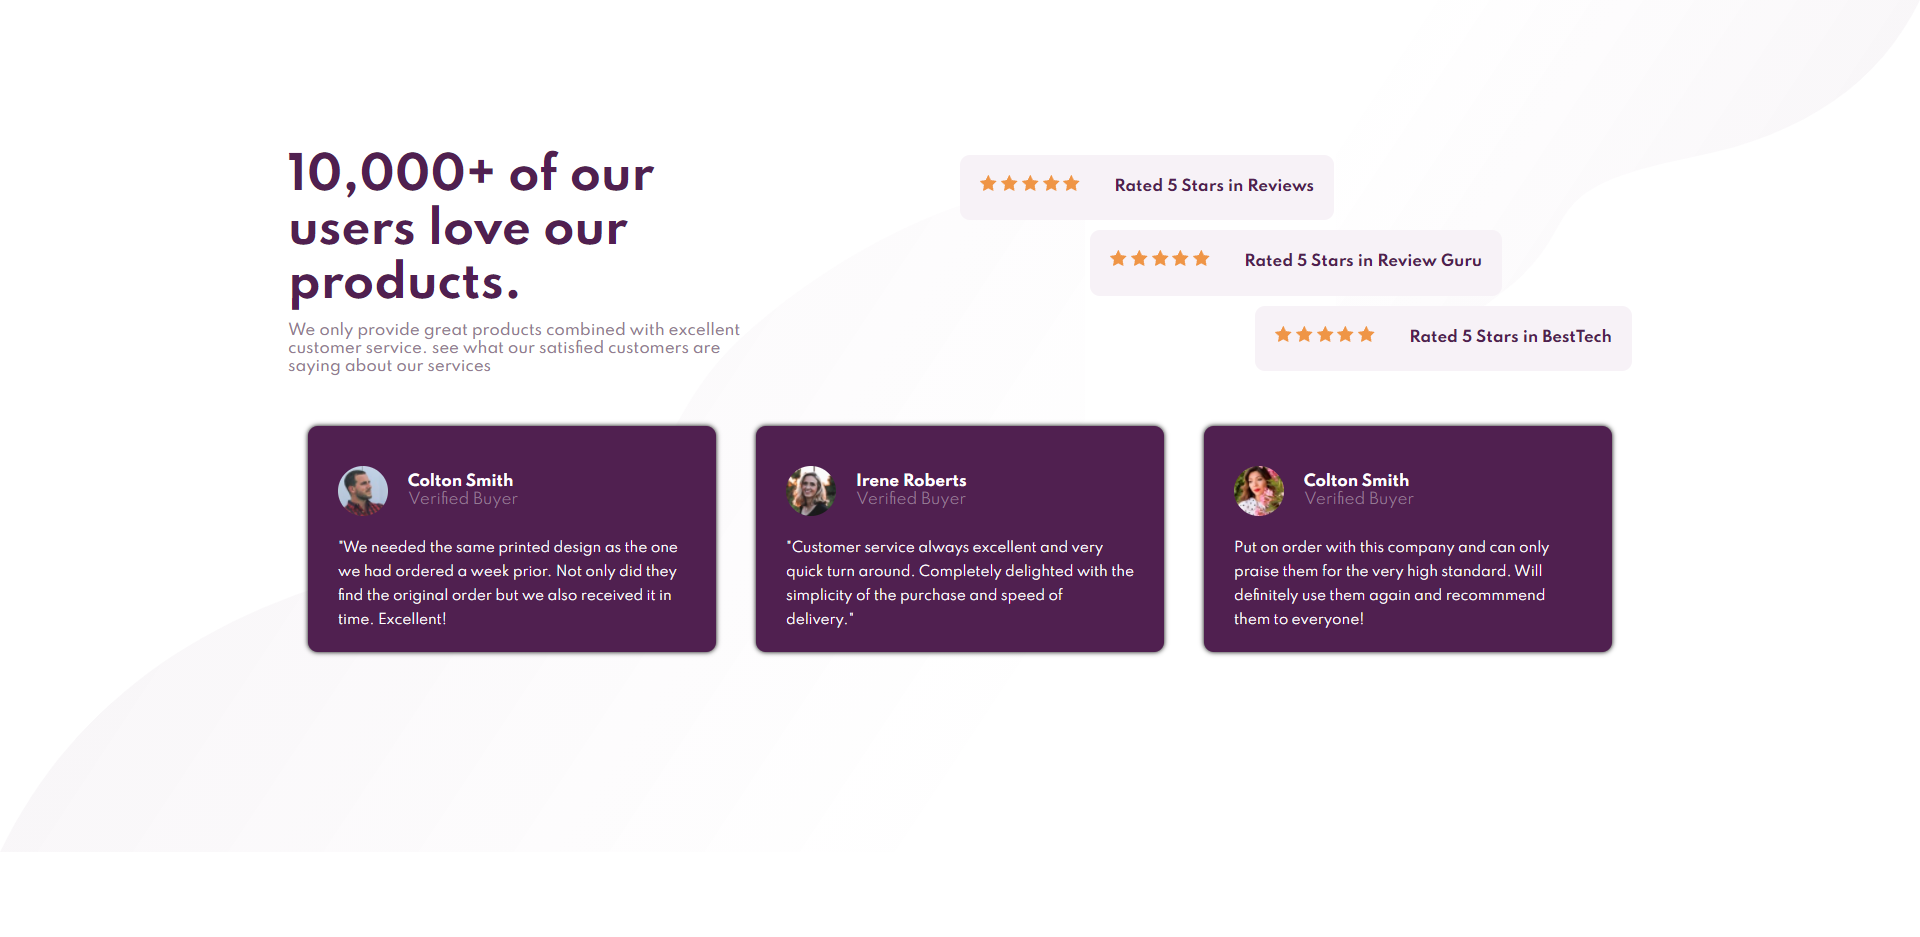 10,000+ of our
users love our
products.
We only provide great products combined with excellent
customer service. see what our satisfied customers are
saying about our services
Rated 5 Stars in Reviews
Rated 5 Stars in Review Guru
Rated 5 Stars in BestTech
Colton Smith
Verified Buyer
"We needed the same printed design as the one
we had ordered a week prior. Not only did they
find the original order but we also received it in
time. Excellent!
Irene Roberts
Verified Buyer
"Customer service always excellent and very
quick turn around. Completely delighted with the
simplicity of the purchase and speed of
delivery."
Colton Smith
Verified Buyer
Put on order with this company and can only
praise them for the very high standard. Will
definitely use them again and recommmend
them to everyone!